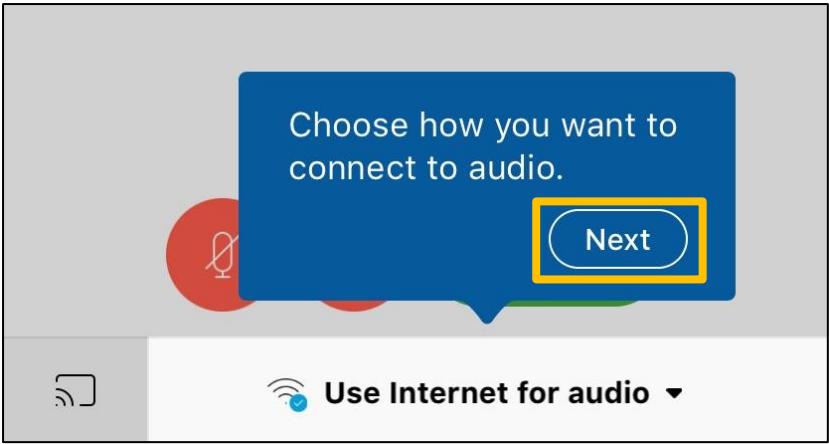 Choose how you want to
connect to audio.
Next
Use Internet for audio